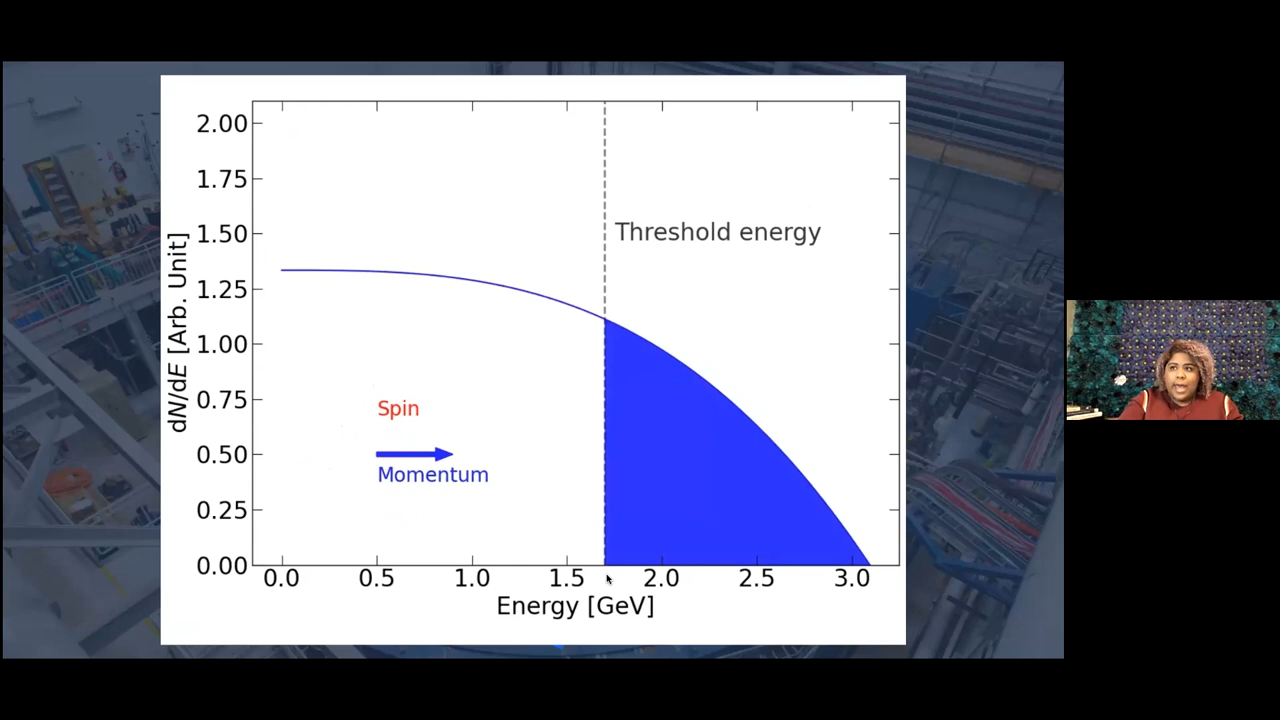 2.00
1.75
1.50
1.25
1.00
0.75
0.50
0.25
0.00
dN/dE [Arb. Unit]
Threshold energy
Spin
Momentum
0.0 0.5 1.0 1.5 2.0 2.5 3.0
Energy [GeV]